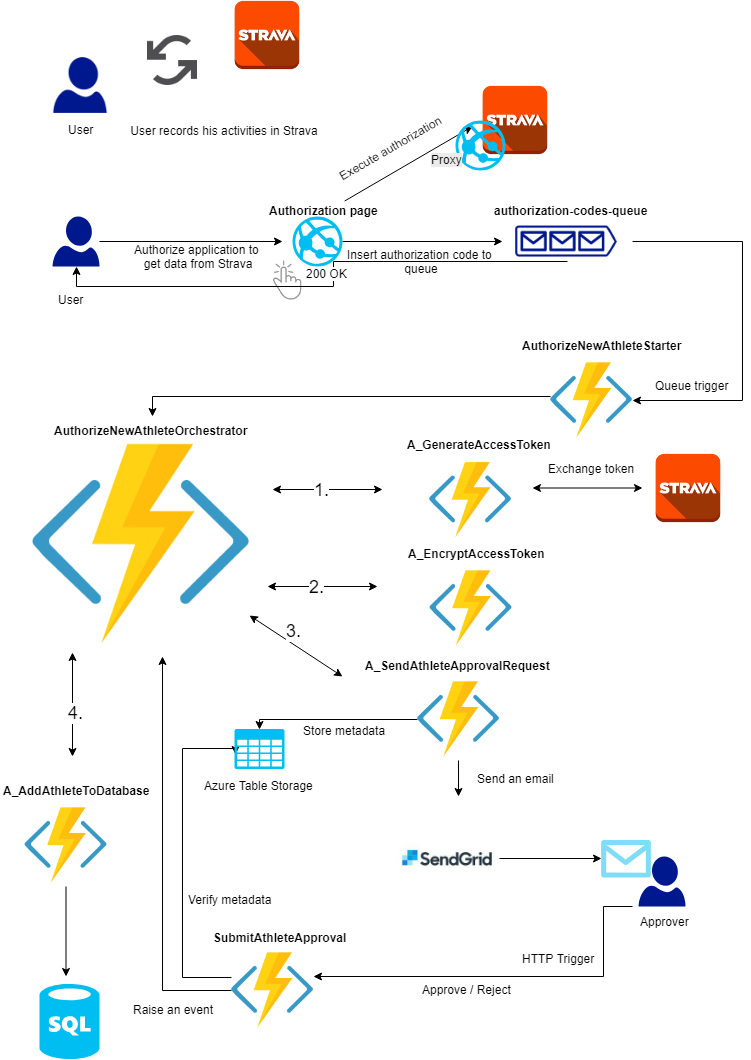 STRAVA
User
User records his activities in Strava
STRAVA
Execute authorization
Proxy
Authorization page
authorization-codes-queue
Authorize application to
get data from Strava
Insert authorization code to
queue
200 OK
User
AuthorizeNewAthleteStarter
Queue trigger
AuthorizeNewAthleteOrchestrator
A_GenerateAccessToken
1.
Exchange token
STRAVA
A_EncryptAccessToken
2.
3.
A_SendAthleteApprovalRequest
4.
Store metadata
Azure Table Storage
Send an email
A_AddAthleteToDatabase
SendGrid
Verify metadata
Approver
SubmitAthleteApproval
HTTP Trigger
Approve / Reject
Raise an event
SQL